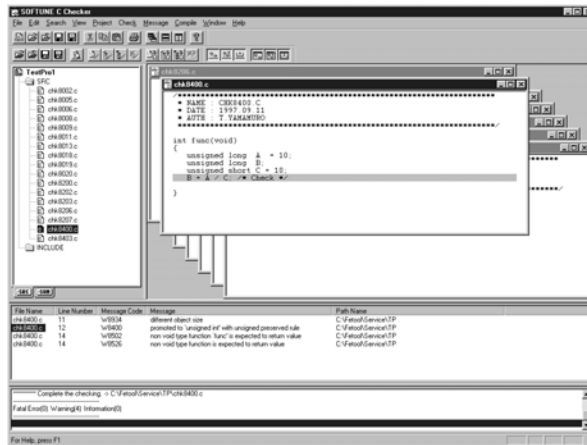 SOFTUNE C Checker
File Edit Search View Project Check Message Compile Window Help
TestPro1
SRC
chk8002.c
chk8005.c
chk8006.c
chk8008.c
chk8009.c
chk8011.c
chk8013.c
chk8018.c
chk8019.c
chk8020.c
chk8200.c
chk8202.c
chk8203.c
chk8206.c
chk8207.c
chk8400.c
chk8403.c
INCLUDE
SRC
chk8206.c
chk8400.c
* NAME : CHK8400.C
* DATE : 1997.09.11
* AUTH : T.YAMAMURO
int func(void)
{
unsigned long A = 10;
unsigned long B;
unsigned short C = 10;
B = A / C; /* Check */
}
File Name Line Number Message Code Message Path Name
chk8400.c 11 W8934 different object size C:\Fetool\Service\TP
chk8400.c 12 W8400 promoted to 'unsigned int' with unsigned preserved rule C:\Fetool\Service\TP
chk8400.c 14 W8502 non void type function 'func' is expected to return value C:\Fetool\Service\TP
chk8400.c 14 W8526 non void type function is expected to return value C:\Fetool\Service\TP
Complete the checking. -> C:\Fetool\Service\TP\chk8400.c
Fatal Error(0) Warning(4) Information(0)
For Help, press F1